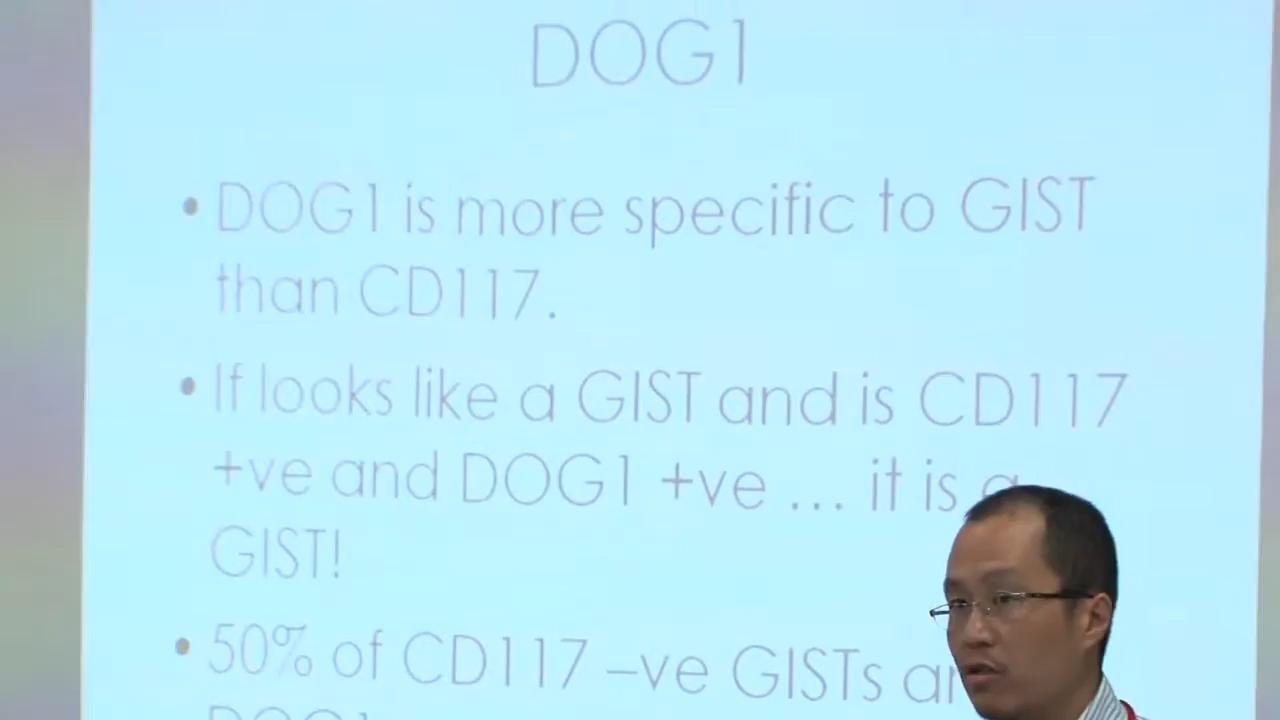 DOG1
• DOG1 is more specific to GIST
than CD117.
• If looks like a GIST and is CD117
+ve and DOG1 +ve ... it is a
GIST!
• 50% of CD117 –ve GISTs
DOG1